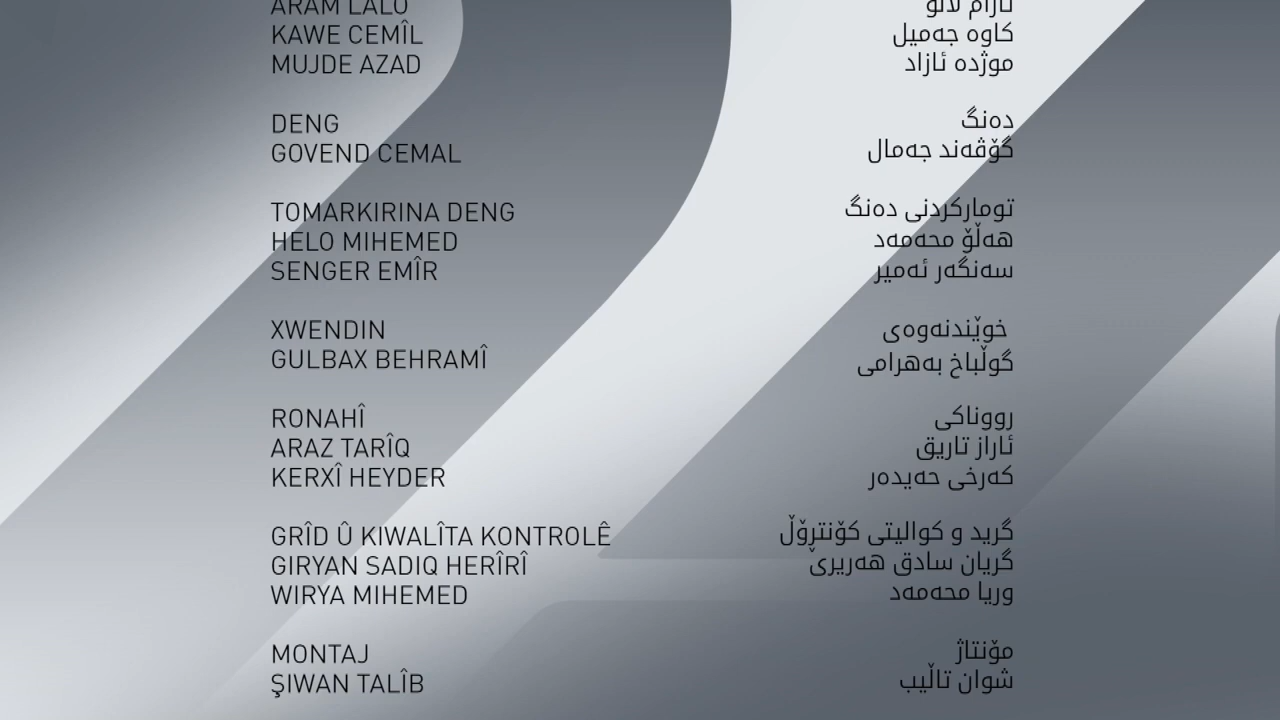 ARAM LALO
KAWE CEMÎL
MUJDE AZAD
DENG
GOVEND CEMAL
TOMARKIRINA DENG
HELO MIHEMED
SENGER EMÎR
XWENDIN
GULBAX BEHRAMÎ
RONAHÎ
ARAZ TARÎQ
KERXÎ HEYDER
GRÎD Û KIWALÎTA KONTROLÊ
GIRYAN SADIQ HERÎRÎ
WIRYA MIHEMED
MONTAJ
ŞIWAN TALÎB
ئارام لالو
کاوە جەمیل
موژدە ئازاد
دەنگ
گۆڤەند جەمال
تۆمارکردنی دەنگ
هەڵۆ محەمەد
سەنگەر ئەمیر
خوێندنەوەی
گوڵباخ بەهرامی
رووناکی
ئاراز تاریق
کەرخی حەیدەر
گرید و کوالیتی کۆنترۆڵ
گریان سادق هەریری
وریا محەمەد
مۆنتاژ
شوان تاڵیب